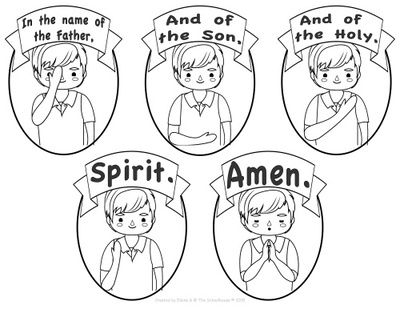 In the name of
the Father,
And of
the Son,
And of
the Holy.
Spirit.
Amen.